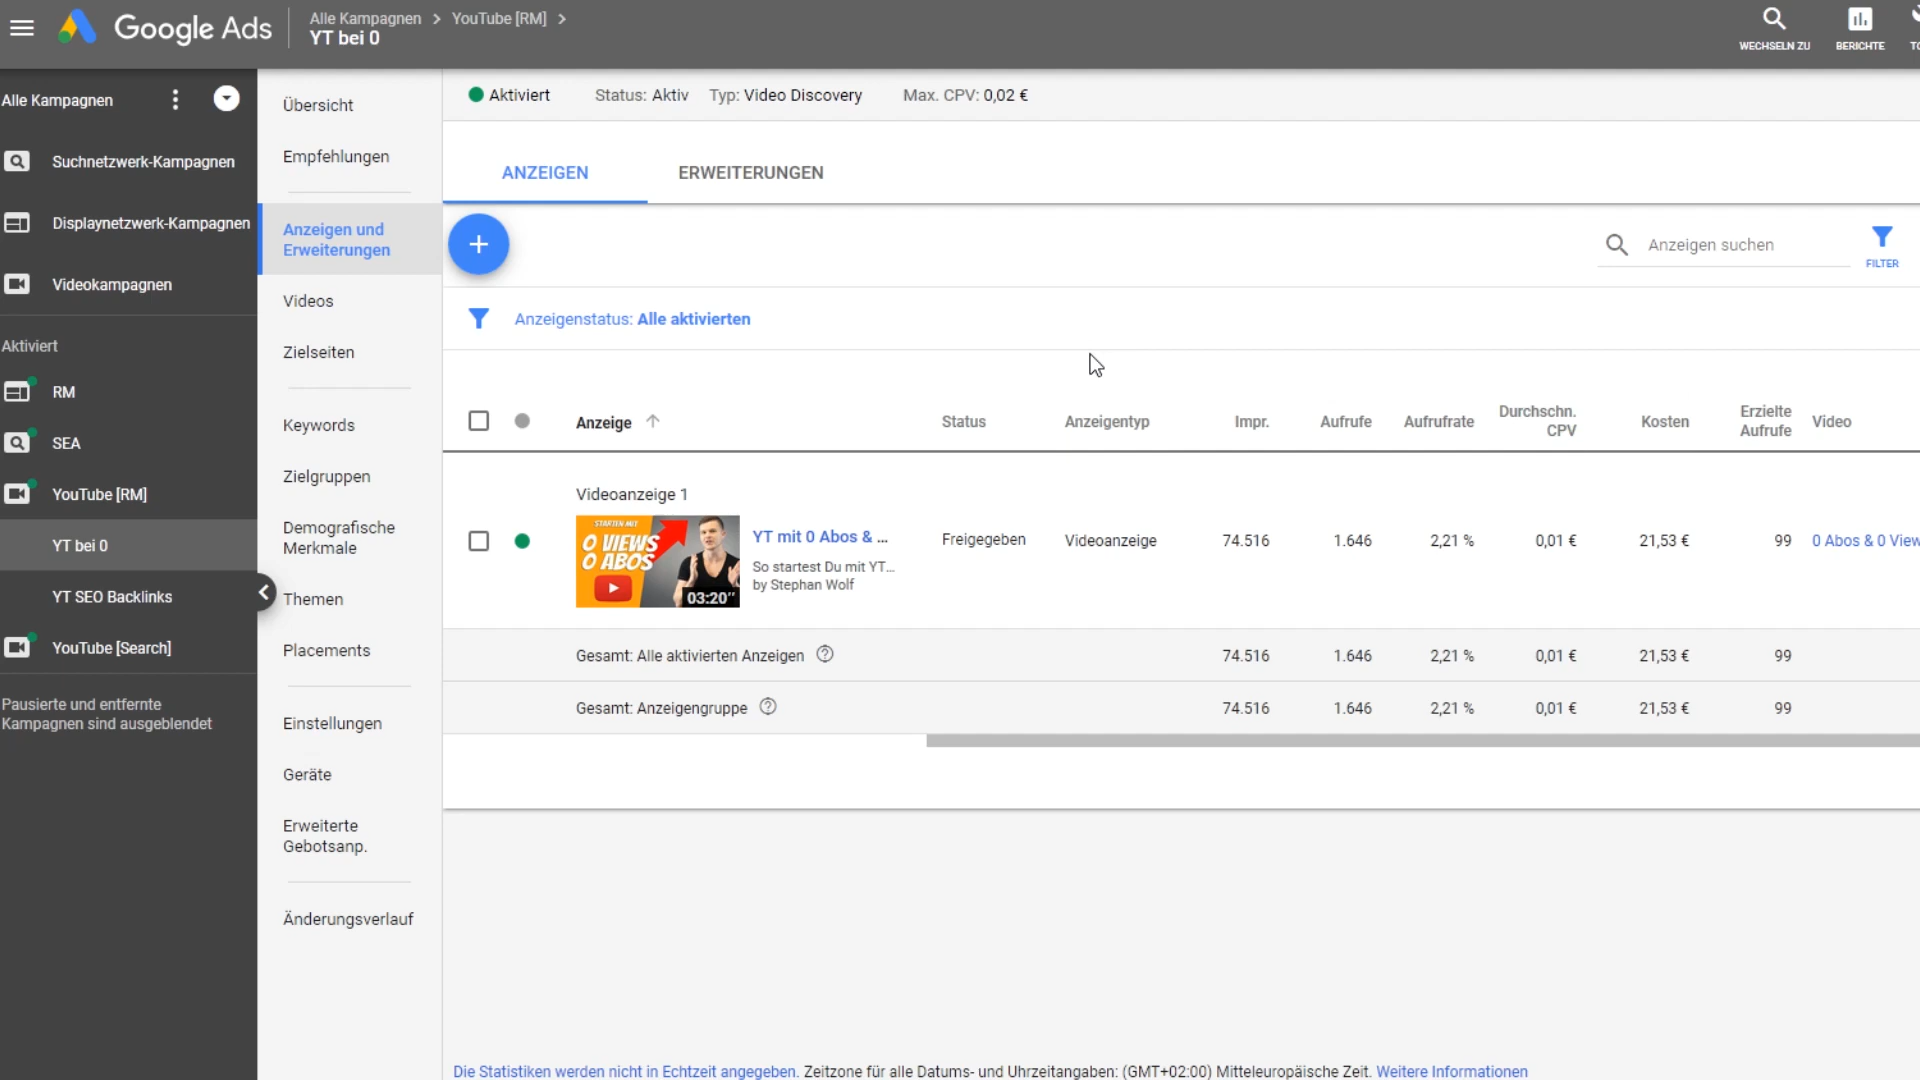 Google Ads
Alle Kampagnen > YouTube [RM] >
YT bei 0
WECHSELN ZU
BERICHTE
Alle Kampagnen
Suchnetzwerk-Kampagnen
Displaynetzwerk-Kampagnen
Videokampagnen
Aktiviert
RM
SEA
YouTube [RM]
YT bei 0
YT SEO Backlinks
YouTube [Search]
Pausierte und entfernte
Kampagnen sind ausgeblendet
Übersicht
Empfehlungen
Anzeigen und
Erweiterungen
Videos
Zielseiten
Keywords
Zielgruppen
Demografische
Merkmale
Themen
Placements
Einstellungen
Geräte
Erweiterte
Gebotsanp.
Änderungsverlauf
Aktiviert Status: Aktiv Typ: Video Discovery Max. CPV: 0,02 €
ANZEIGEN ERWEITERUNGEN
+
Anzeigen suchen
FILTER
Anzeigenstatus: Alle aktivierten
Anzeige Status Anzeigentyp Impr. Aufrufe Aufrufrate Durchschn. CPV Kosten Erzielte Aufrufe Video
Videoanzeige 1
STARTEN MIT
0 VIEWS
0 ABOS
03:20"
YT mit 0 Abos & ...
So startest Du mit YT...
by Stephan Wolf
Freigegeben Videoanzeige 74.516 1.646 2,21 % 0,01 € 21,53 € 99 0 Abos & 0 View
Gesamt: Alle aktivierten Anzeigen ? 74.516 1.646 2,21 % 0,01 € 21,53 € 99
Gesamt: Anzeigengruppe ? 74.516 1.646 2,21 % 0,01 € 21,53 € 99
Die Statistiken werden nicht in Echtzeit angegeben. Zeitzone für alle Datums- und Uhrzeitangaben: (GMT+02:00) Mitteleuropäische Zeit. Weitere Informationen